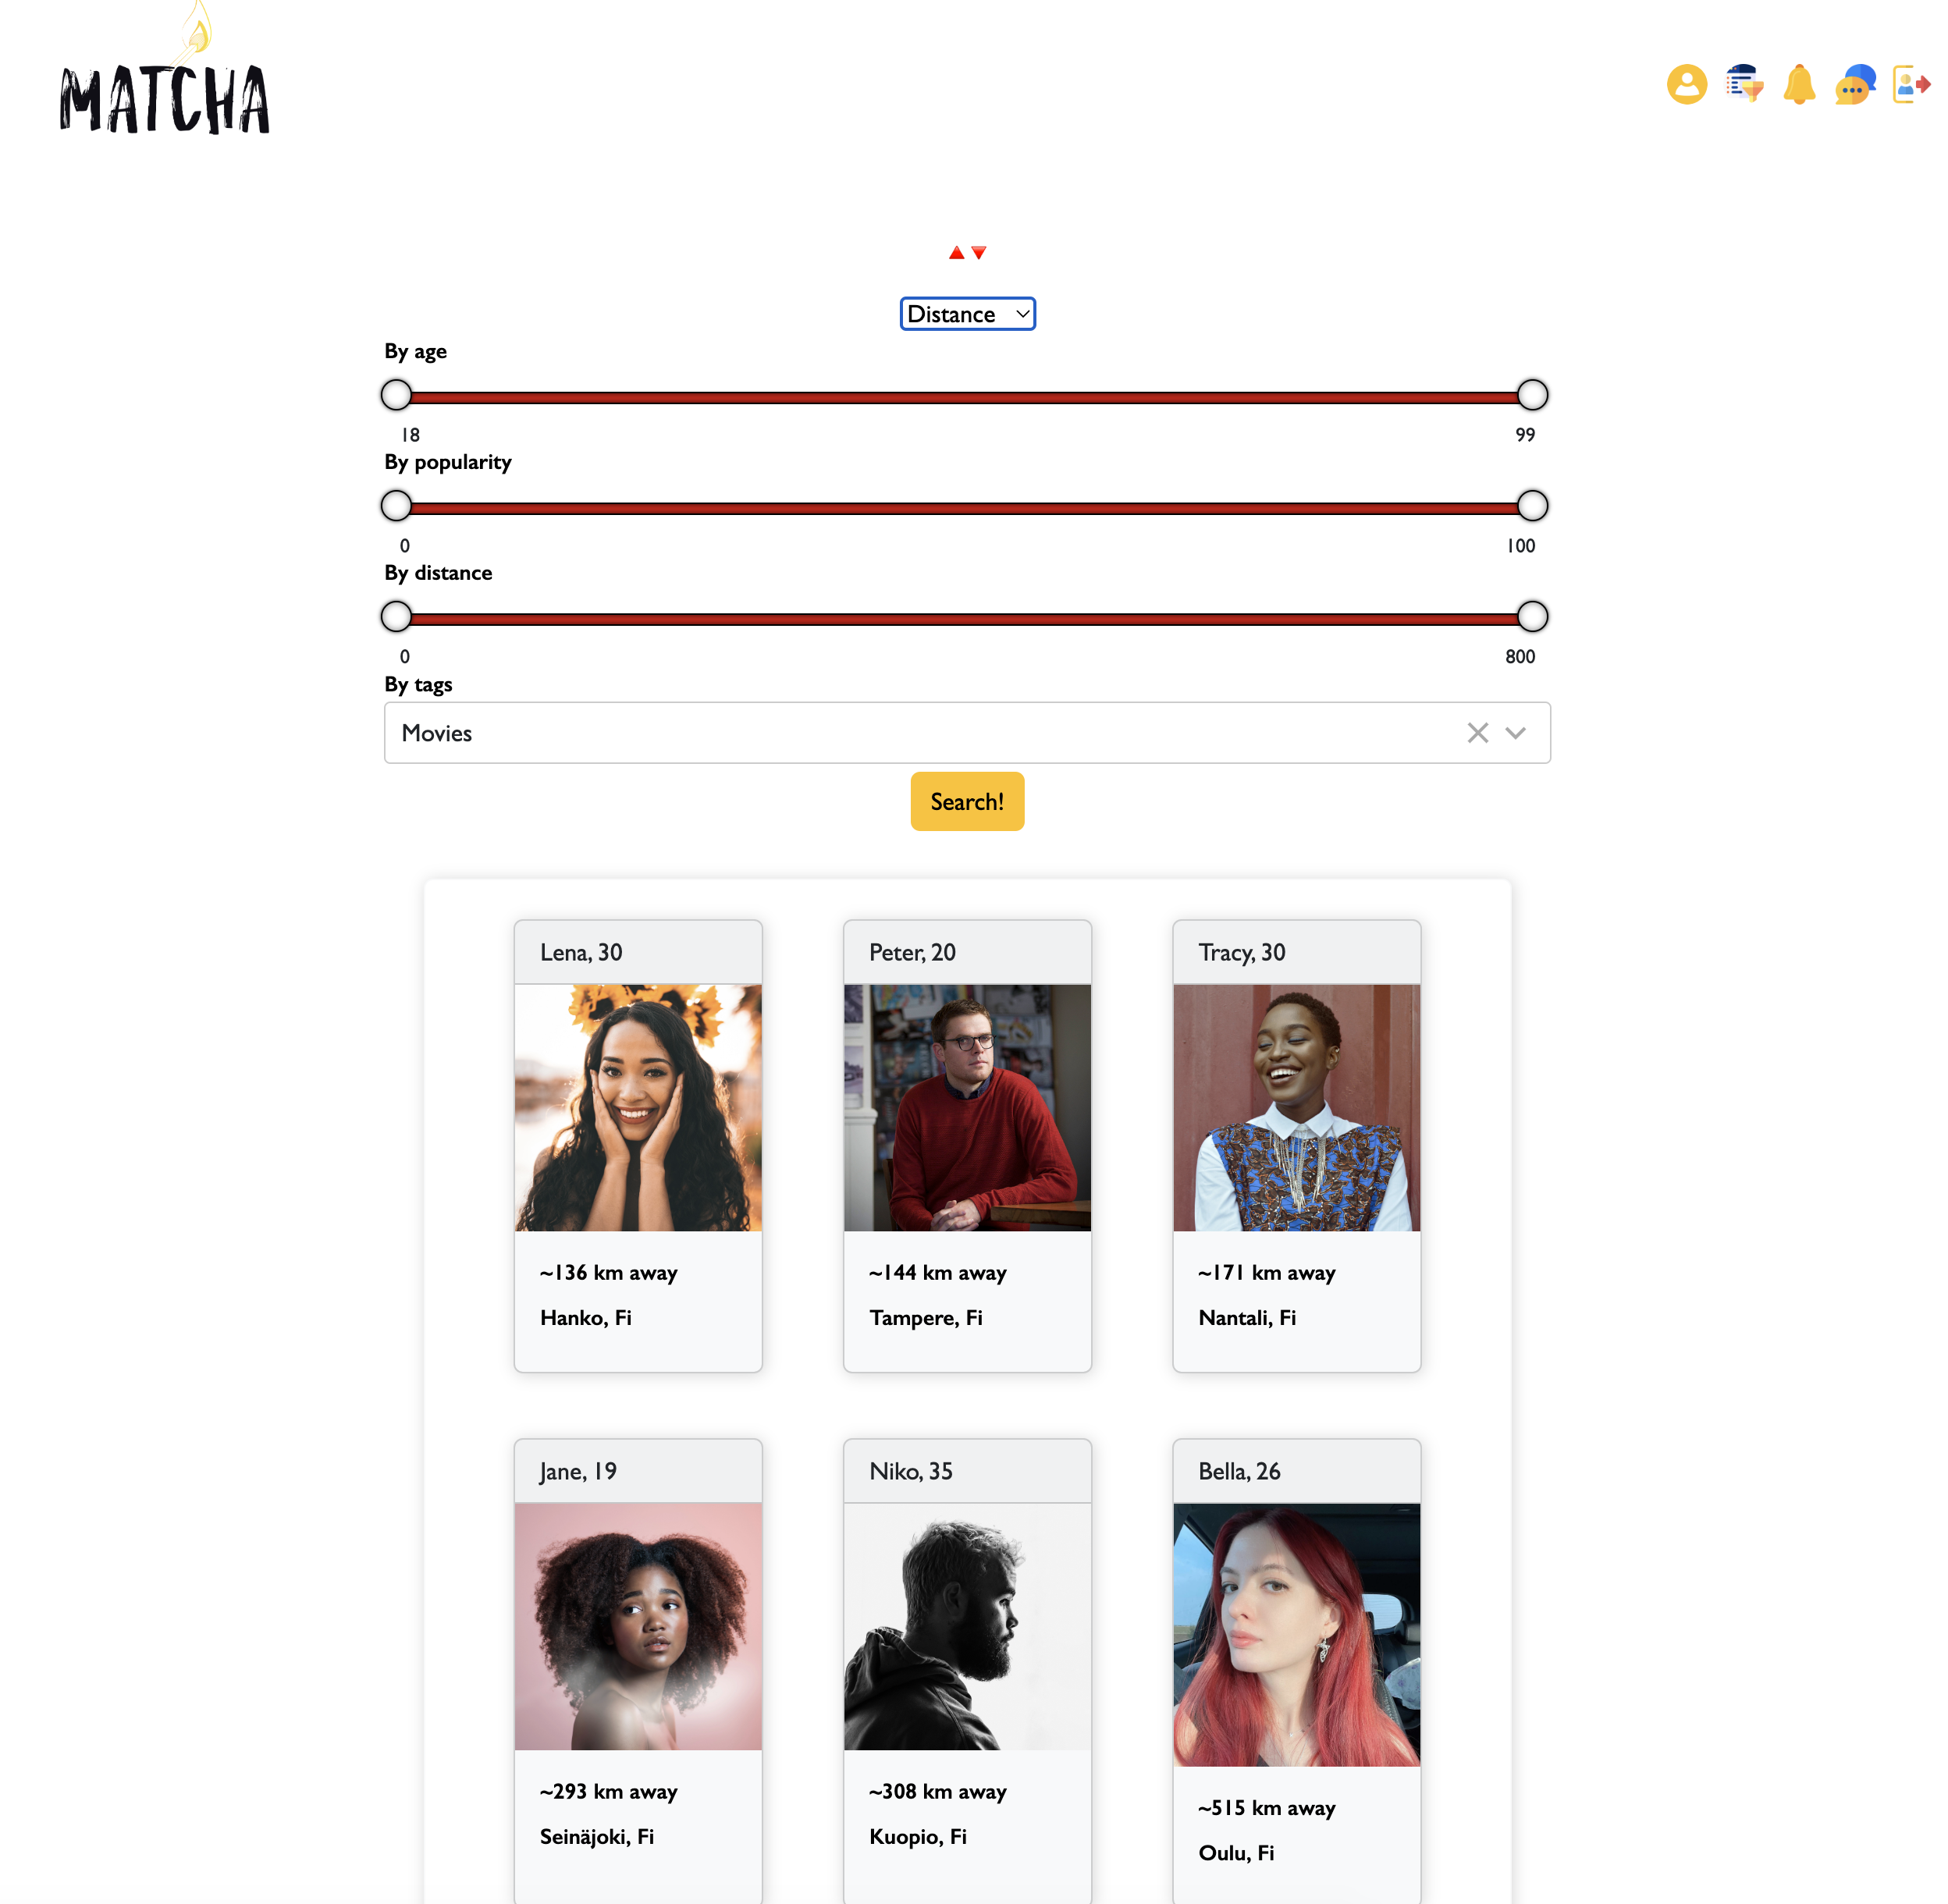 MATCHA
Distance
By age
18 99
By popularity
0 100
By distance
0 800
By tags
Movies
Search!
Lena, 30 Peter, 20 Tracy, 30
~136 km away ~144 km away ~171 km away
Hanko, Fi Tampere, Fi Nantali, Fi
Jane, 19 Niko, 35 Bella, 26
~293 km away ~308 km away ~515 km away
Seinäjoki, Fi Kuopio, Fi Oulu, Fi